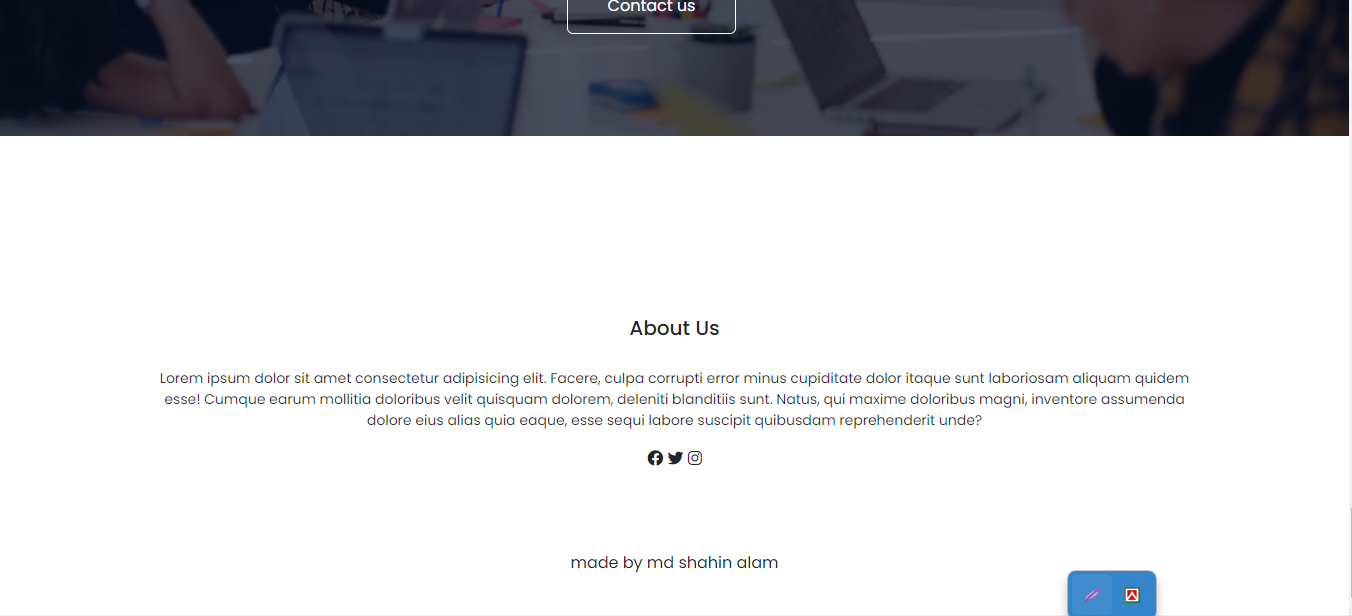 Contact us
About Us
Lorem ipsum dolor sit amet consectetur adipisicing elit. Facere, culpa corrupti error minus cupiditate dolor itaque sunt laboriosam aliquam quidem
esse! Cumque earum mollitia doloribus velit quisquam dolorem, deleniti blanditiis sunt. Natus, qui maxime doloribus magni, inventore assumenda
dolore eius alias quia eaque, esse sequi labore suscipit quibusdam reprehenderit unde?
made by md shahin alam